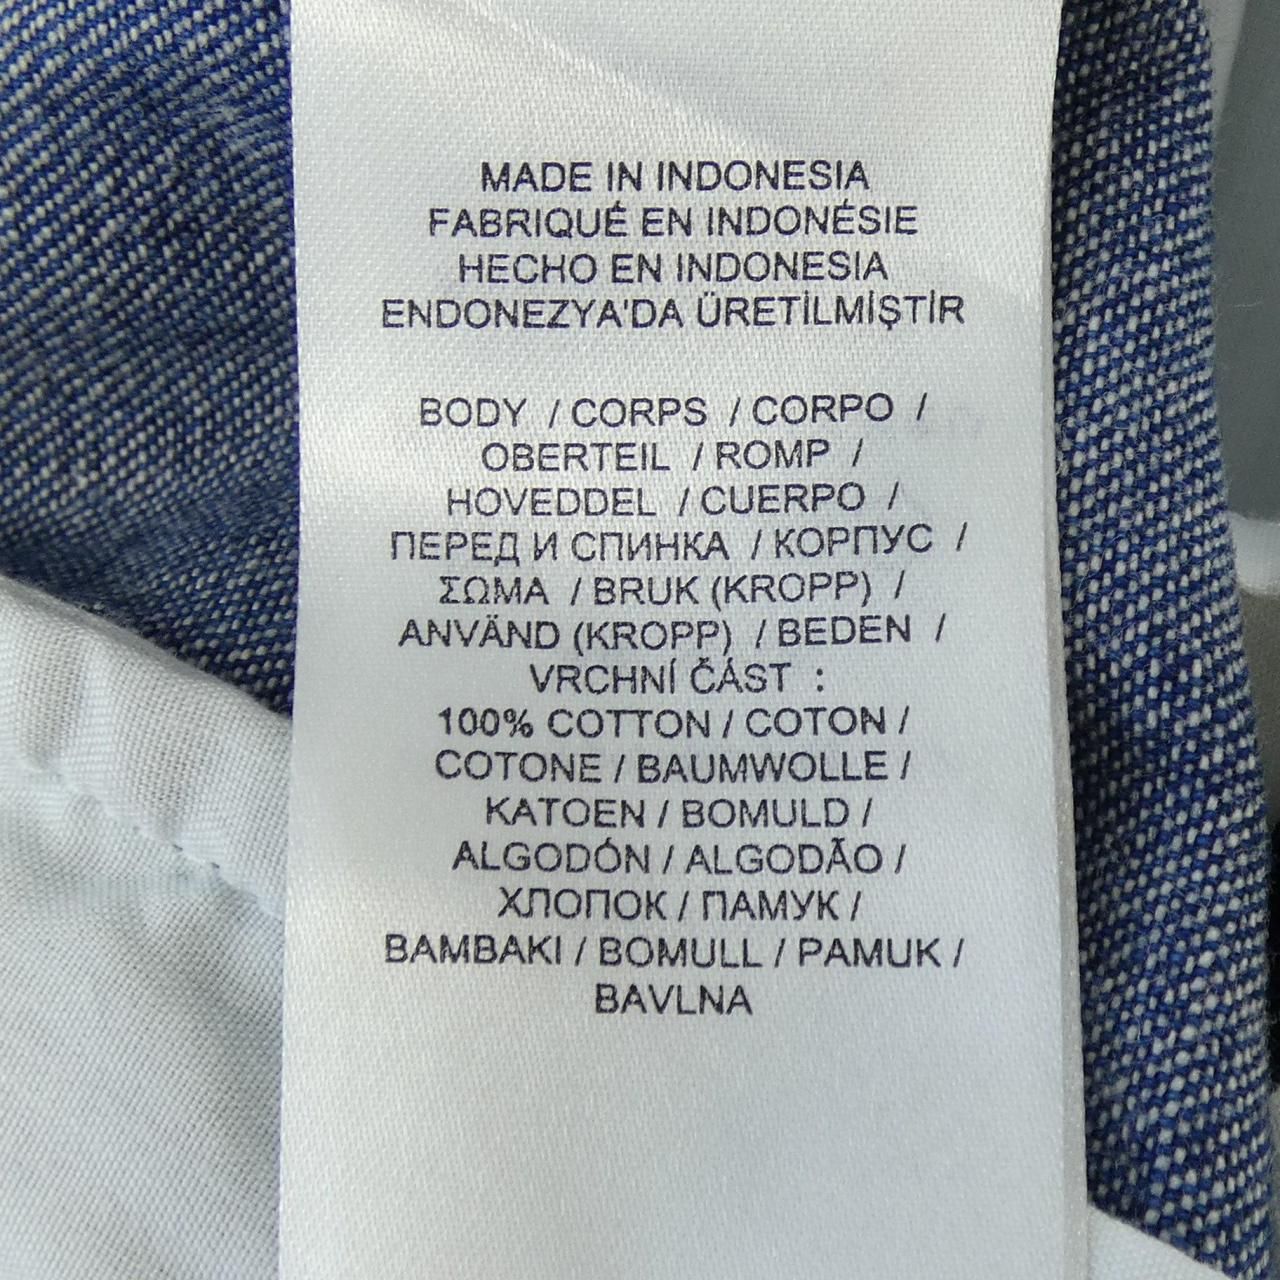 MADE IN INDONESIA
FABRIQUÉ EN INDONÉSIE
HECHO EN INDONESIA
ENDONEZYA'DA ÜRETİLMİŞTİR
BODY / CORPS / CORPO /
OBERTEIL / ROMP /
HOVEDDEL / CUERPO /
ПЕРЕД И СПИНКА / КОРПУС /
ΣΩΜΑ / BRUK (KROPP) /
ANVÄND (KROPP) / BEDEN /
VRCHNÍ ČÁST :
100% COTTON / COTON /
COTONE / BAUMWOLLE /
KATOEN / BOMULD /
ALGODÓN / ALGODÃO /
ХЛОПОК / ПАМУК /
BAMBAKI / BOMULL / PAMUK /
BAVLNA